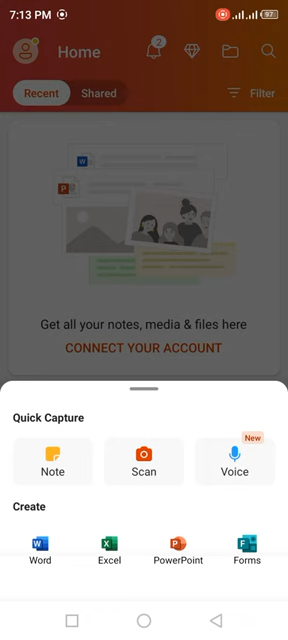 7:13 PM
97
Home
2
Recent
Shared
Filter
W
P
Get all your notes, media & files here
CONNECT YOUR ACCOUNT
Quick Capture
New
Note
Scan
Voice
Create
W
X
P
F
Word
Excel
PowerPoint
Forms